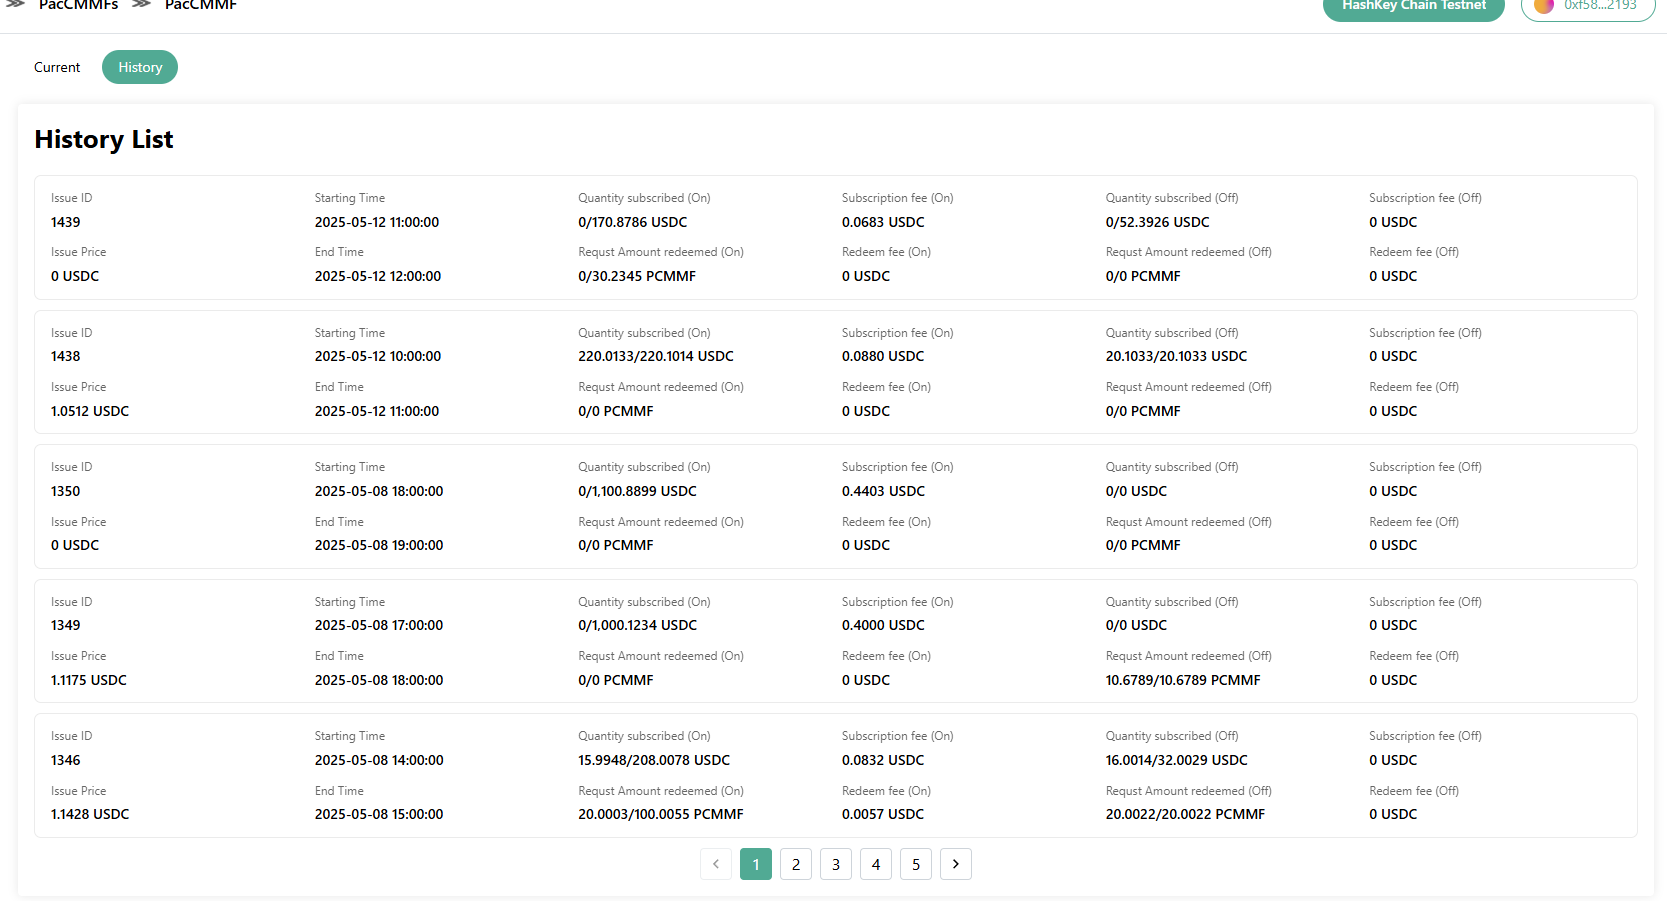 PacCMMFs PacCMMF HashKey Chain Testnet 0xf58...2193
Current History
History List
Issue ID Starting Time Quantity subscribed (On) Subscription fee (On) Quantity subscribed (Off) Subscription fee (Off)
1439 2025-05-12 11:00:00 0/170.8786 USDC 0.0683 USDC 0/52.3926 USDC 0 USDC
Issue Price End Time Requst Amount redeemed (On) Redeem fee (On) Requst Amount redeemed (Off) Redeem fee (Off)
0 USDC 2025-05-12 12:00:00 0/30.2345 PCMMF 0 USDC 0/0 PCMMF 0 USDC
Issue ID Starting Time Quantity subscribed (On) Subscription fee (On) Quantity subscribed (Off) Subscription fee (Off)
1438 2025-05-12 10:00:00 220.0133/220.1014 USDC 0.0880 USDC 20.1033/20.1033 USDC 0 USDC
Issue Price End Time Requst Amount redeemed (On) Redeem fee (On) Requst Amount redeemed (Off) Redeem fee (Off)
1.0512 USDC 2025-05-12 11:00:00 0/0 PCMMF 0 USDC 0/0 PCMMF 0 USDC
Issue ID Starting Time Quantity subscribed (On) Subscription fee (On) Quantity subscribed (Off) Subscription fee (Off)
1350 2025-05-08 18:00:00 0/1,100.8899 USDC 0.4403 USDC 0/0 USDC 0 USDC
Issue Price End Time Requst Amount redeemed (On) Redeem fee (On) Requst Amount redeemed (Off) Redeem fee (Off)
0 USDC 2025-05-08 19:00:00 0/0 PCMMF 0 USDC 0/0 PCMMF 0 USDC
Issue ID Starting Time Quantity subscribed (On) Subscription fee (On) Quantity subscribed (Off) Subscription fee (Off)
1349 2025-05-08 17:00:00 0/1,000.1234 USDC 0.4000 USDC 0/0 USDC 0 USDC
Issue Price End Time Requst Amount redeemed (On) Redeem fee (On) Requst Amount redeemed (Off) Redeem fee (Off)
1.1175 USDC 2025-05-08 18:00:00 0/0 PCMMF 0 USDC 10.6789/10.6789 PCMMF 0 USDC
Issue ID Starting Time Quantity subscribed (On) Subscription fee (On) Quantity subscribed (Off) Subscription fee (Off)
1346 2025-05-08 14:00:00 15.9948/208.0078 USDC 0.0832 USDC 16.0014/32.0029 USDC 0 USDC
Issue Price End Time Requst Amount redeemed (On) Redeem fee (On) Requst Amount redeemed (Off) Redeem fee (Off)
1.1428 USDC 2025-05-08 15:00:00 20.0003/100.0055 PCMMF 0.0057 USDC 20.0022/20.0022 PCMMF 0 USDC
1 2 3 4 5